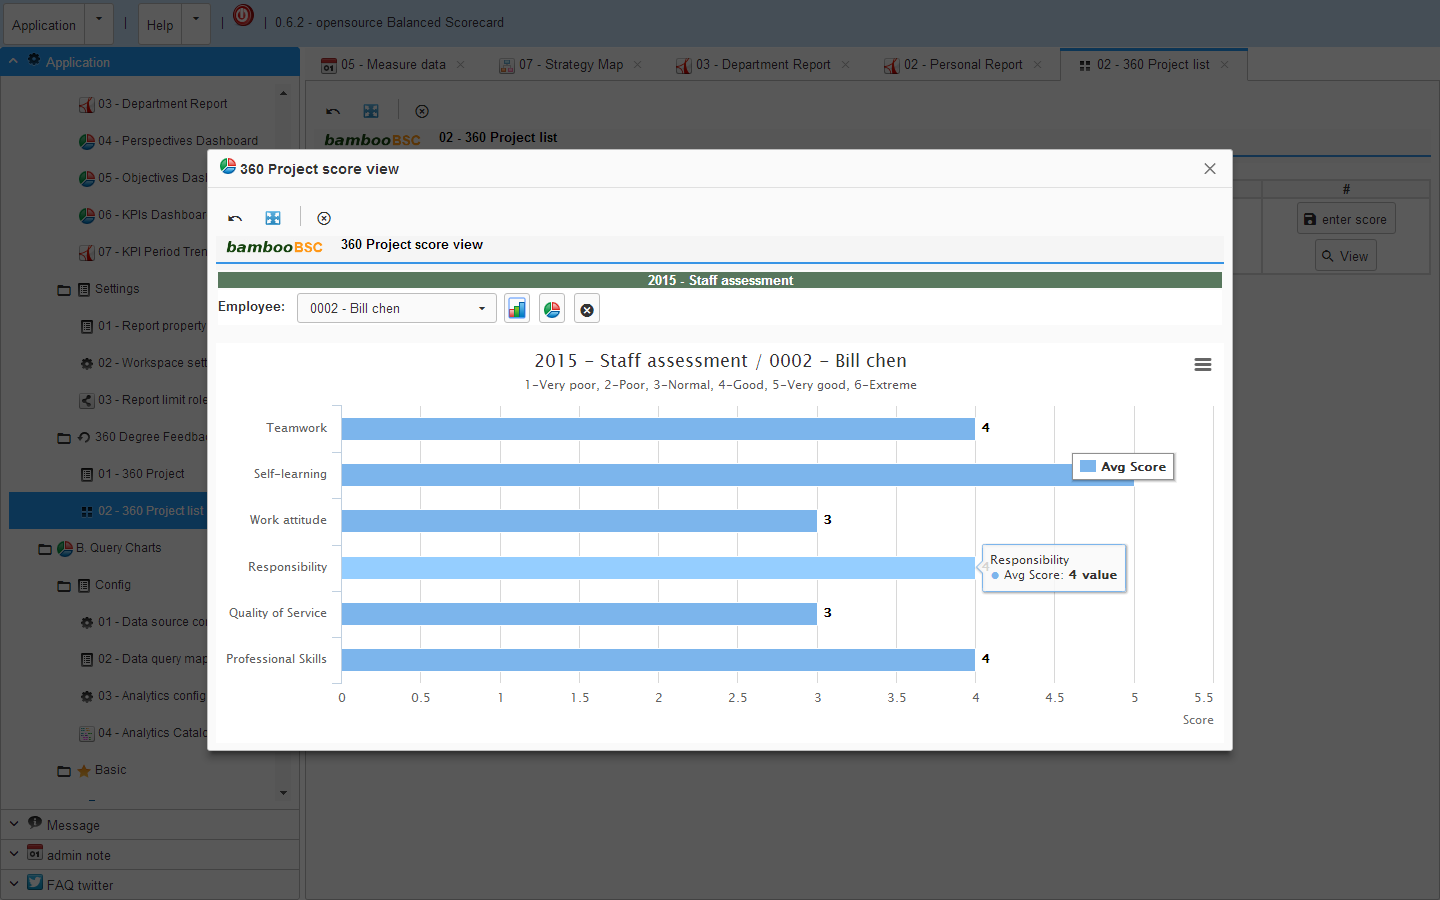 Application
Help
0.6.2 - opensource Balanced Scorecard
Application
05 - Measure data
07 - Strategy Map
03 - Department Report
02 - Personal Report
02 - 360 Project list
03 - Department Report
04 - Perspectives Dashboard
05 - Objectives Das
06 - KPIs Dashboar
07 - KPI Period Tren
Settings
01 - Report property
02 - Workspace sett
03 - Report limit role
360 Degree Feedba
01 - 360 Project
02 - 360 Project list
B. Query Charts
Config
01 - Data source co
02 - Data query map
03 - Analytics config
04 - Analytics Catalo
Basic
Message
admin note
FAQ twitter
bambooBSC 02 - 360 Project list
#
enter score
View
360 Project score view
bambooBSC 360 Project score view
2015 - Staff assessment
Employee: 0002 - Bill chen
2015 - Staff assessment / 0002 - Bill chen
1-Very poor, 2-Poor, 3-Normal, 4-Good, 5-Very good, 6-Extreme
Teamwork 4
Self-learning
Avg Score
Work attitude 3
Responsibility 4
Responsibility
Avg Score: 4 value
Quality of Service 3
Professional Skills 4
0 0.5 1 1.5 2 2.5 3 3.5 4 4.5 5 5.5
Score